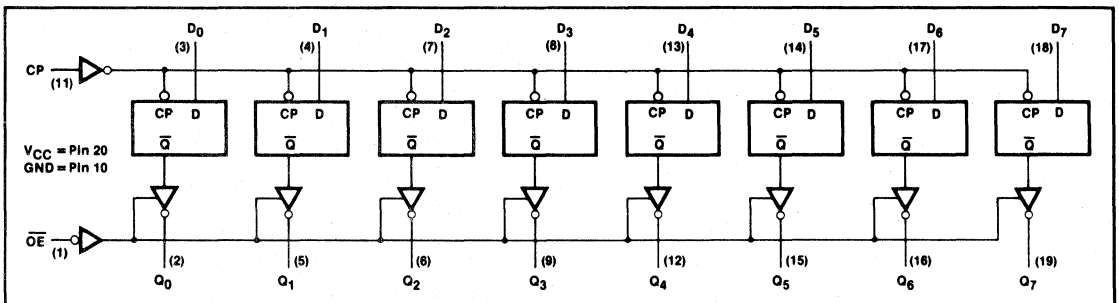 D0 D1 D2 D3 D4 D5 D6 D7
(3) (4) (7) (8) (13) (14) (17) (18)
CP
(11)
CP D CP D CP D CP D CP D CP D CP D CP D
Q̅ Q̅ Q̅ Q̅ Q̅ Q̅ Q̅ Q̅
VCC = Pin 20
GND = Pin 10
O̅E̅
(1)
(2) (5) (6) (9) (12) (15) (16) (19)
Q0 Q1 Q2 Q3 Q4 Q5 Q6 Q7